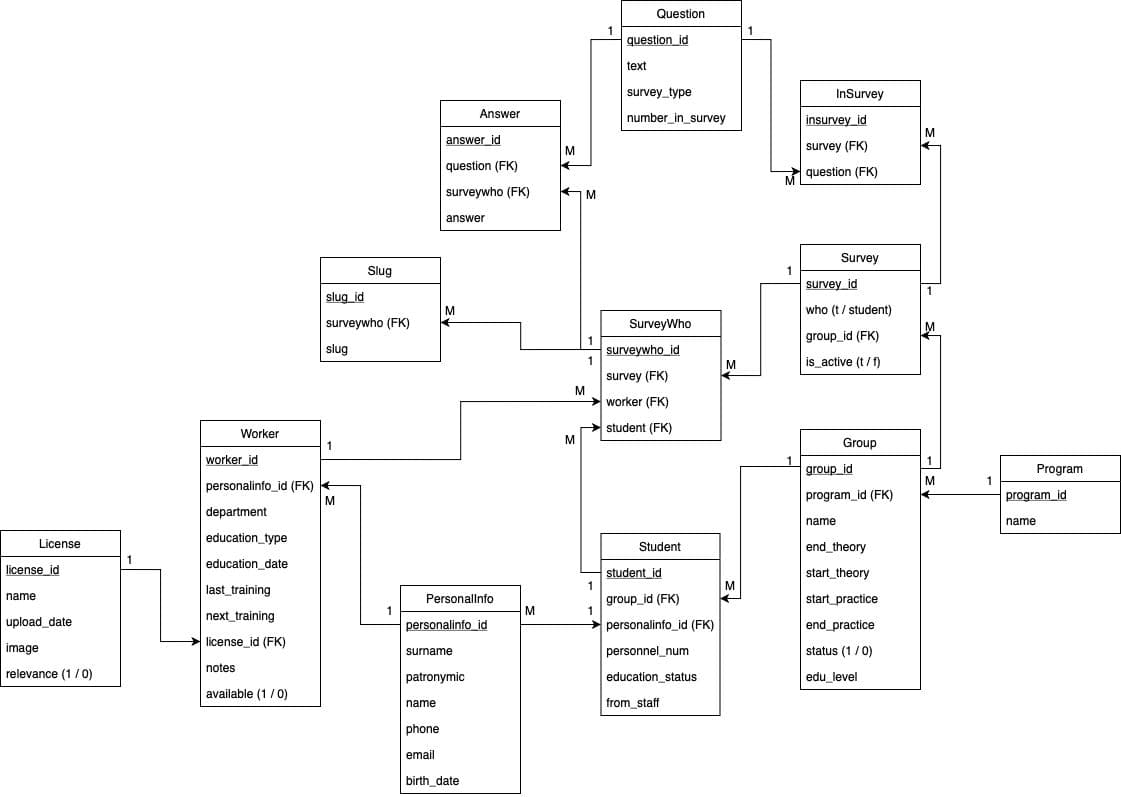 Question
question_id
text
survey_type
number_in_survey
1
1
InSurvey
insurvey_id
survey (FK)
question (FK)
M
M
Answer
answer_id
question (FK)
surveywho (FK)
answer
M
M
Slug
slug_id
surveywho (FK)
slug
M
Survey
survey_id
who (t / student)
group_id (FK)
is_active (t / f)
1
1
M
SurveyWho
surveywho_id
survey (FK)
worker (FK)
student (FK)
1
1
M
M
M
Worker
worker_id
personalinfo_id (FK)
department
education_type
education_date
last_training
next_training
license_id (FK)
notes
available (1 / 0)
1
M
Group
group_id
program_id (FK)
name
end_theory
start_theory
start_practice
end_practice
status (1 / 0)
edu_level
1
1
M
Program
program_id
name
1
License
license_id
name
upload_date
image
relevance (1 / 0)
1
Student
student_id
group_id (FK)
personalinfo_id (FK)
personnel_num
education_status
from_staff
1
1
M
PersonalInfo
personalinfo_id
surname
patronymic
name
phone
email
birth_date
1
M